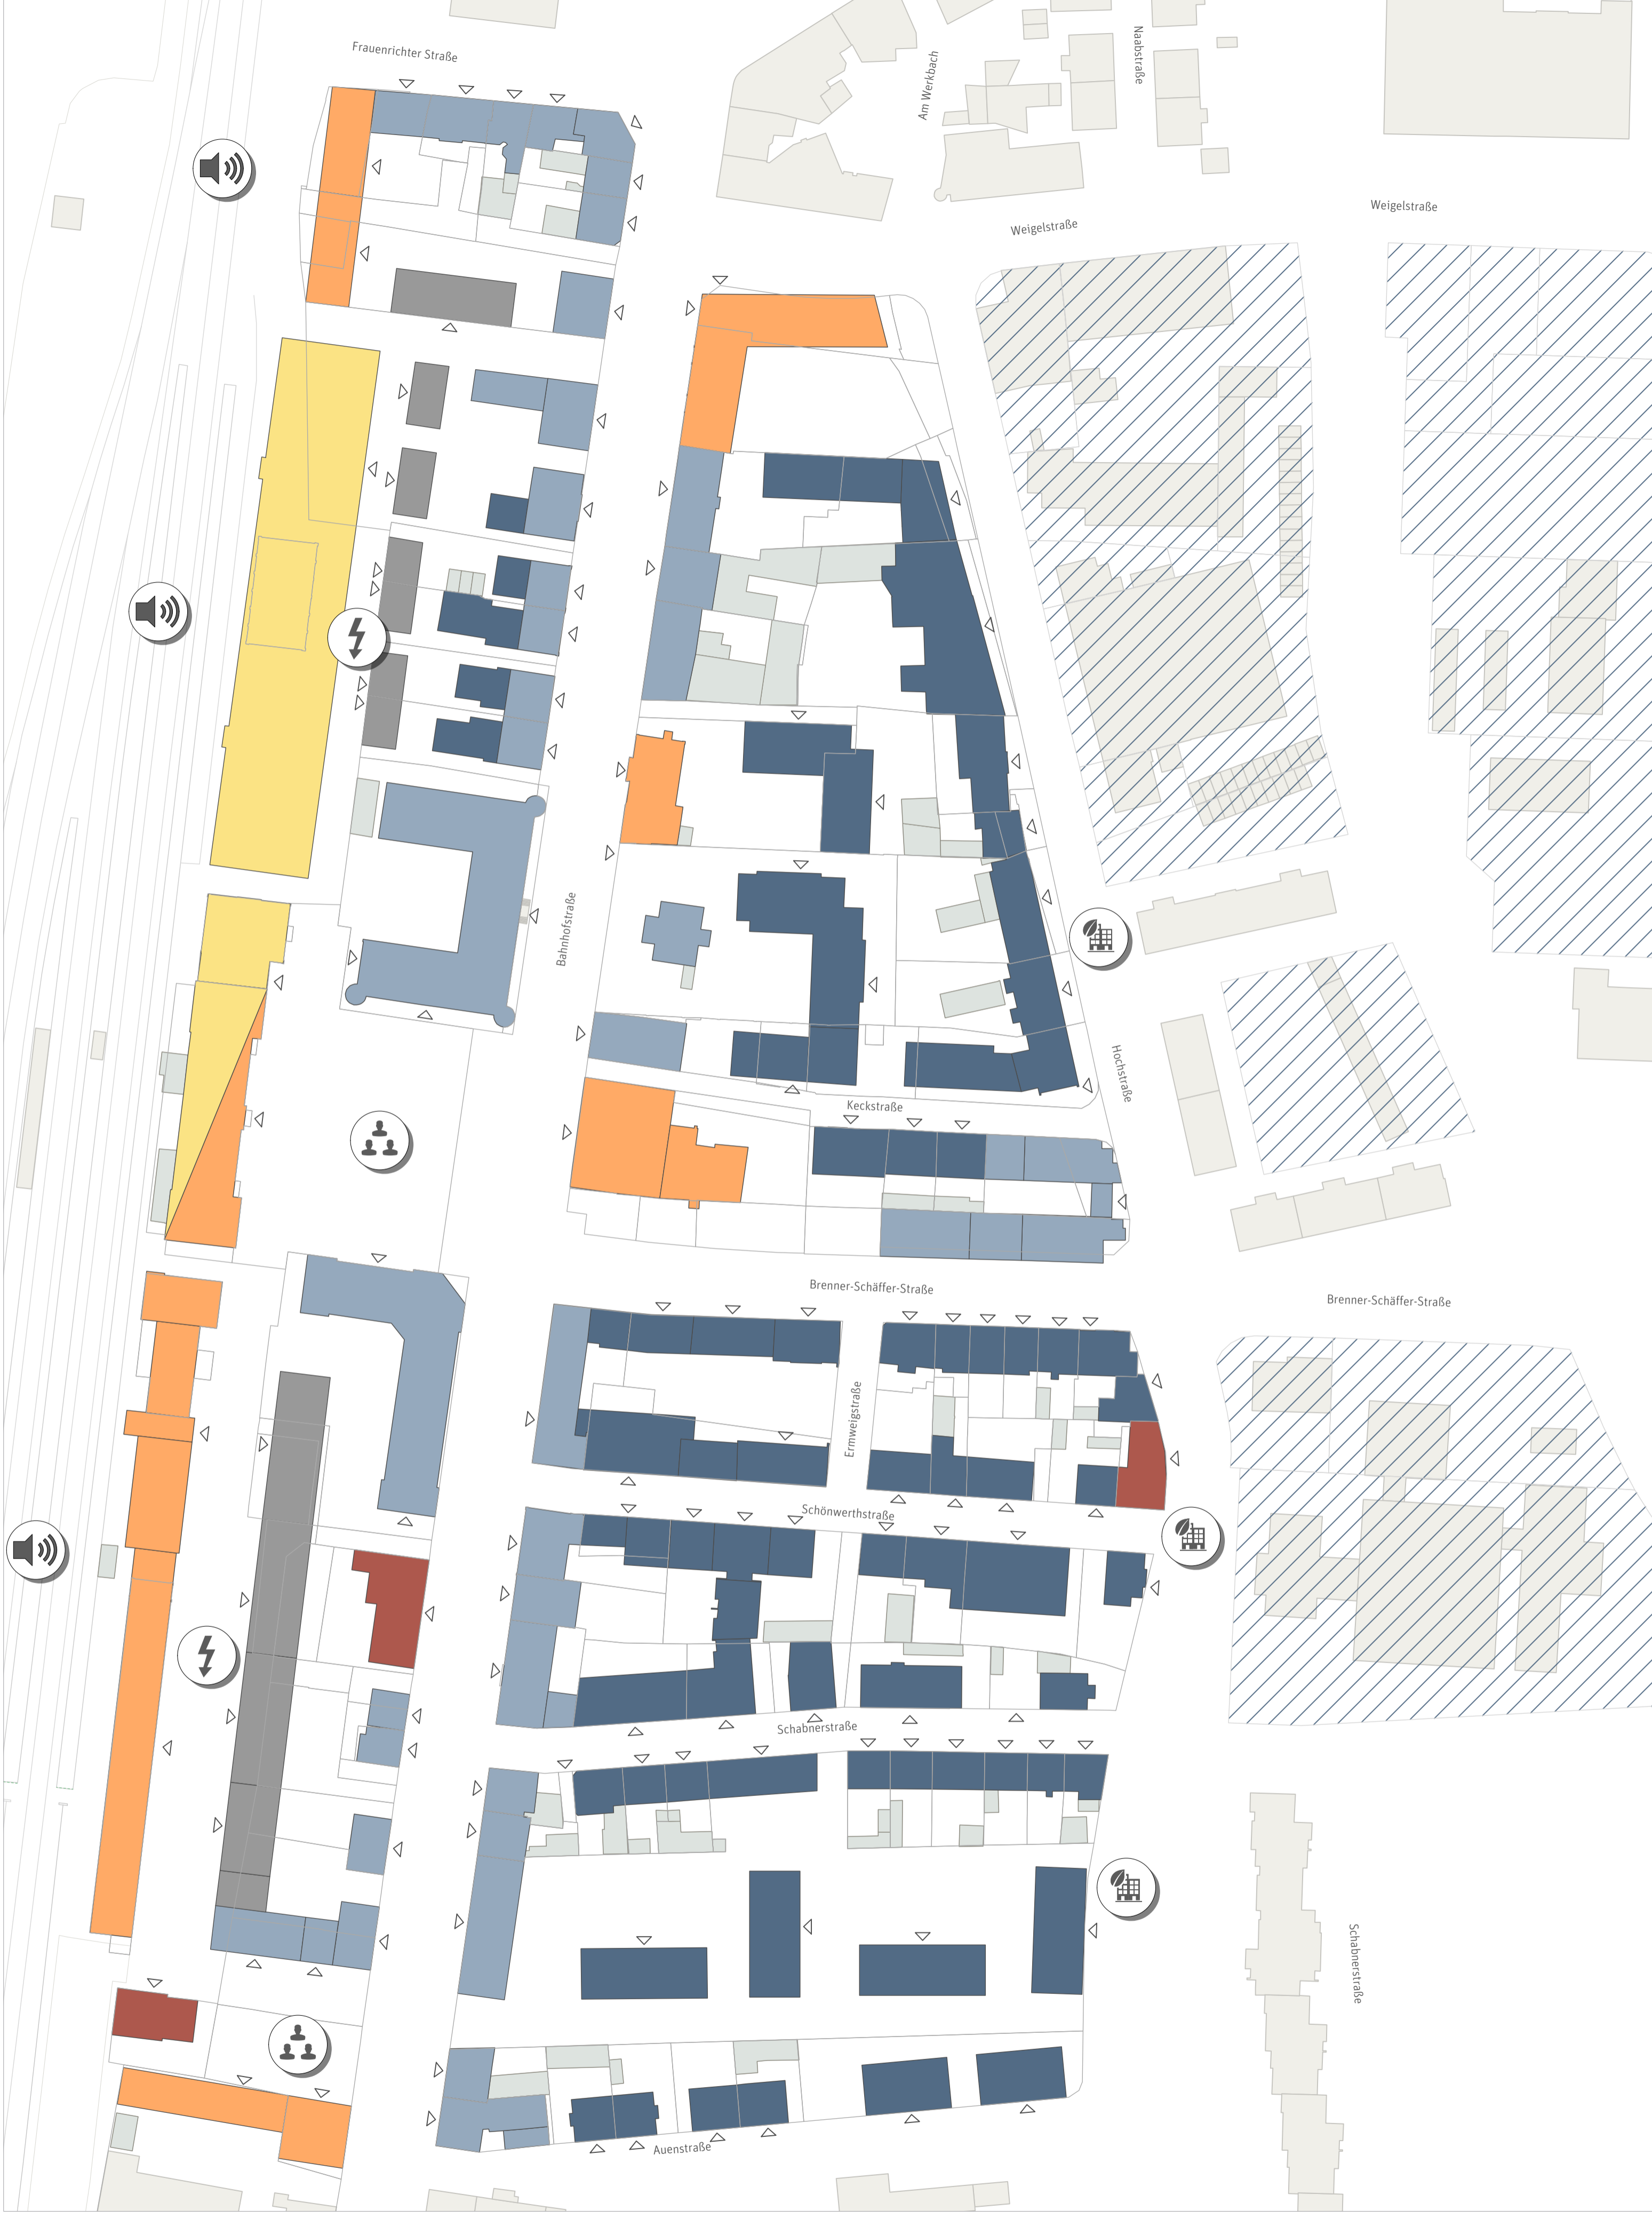 Frauenrichter Straße
Am Werkbach
Naabstraße
Weigelstraße
Weigelstraße
Bahnhofstraße
Hochstraße
Keckstraße
Brenner-Schäffer-Straße
Brenner-Schäffer-Straße
Ermweigstraße
Schönwerthstraße
Schabnerstraße
Schabnerstraße
Auenstraße